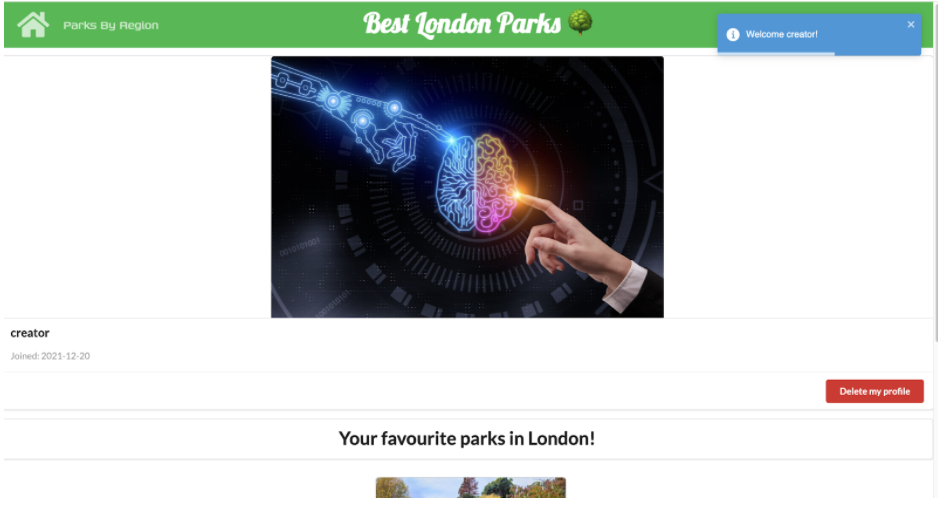 Parks By Region
Best London Parks
Welcome creator!
0010101001
creator
Joined: 2021-12-20
Delete my profile
Your favourite parks in London!